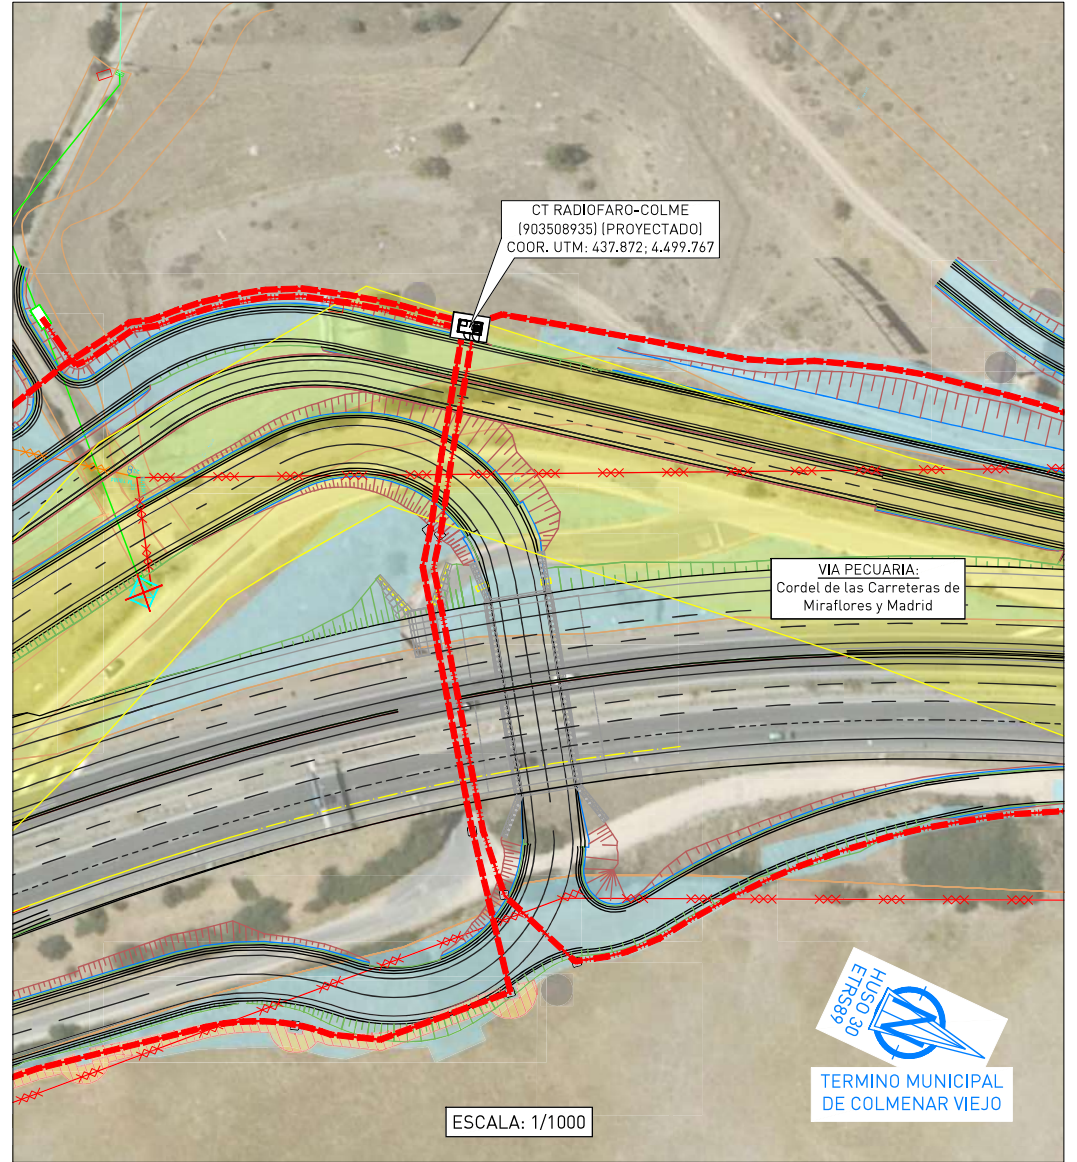 CT RADIOFARO-COLME
(903508935) (PROYECTADO)
COOR. UTM: 437.872; 4.499.767
VIA PECUARIA:
Cordel de las Carreteras de
Miraflores y Madrid
HUSO 30
ETRS89
N
TERMINO MUNICIPAL
DE COLMENAR VIEJO
ESCALA: 1/1000